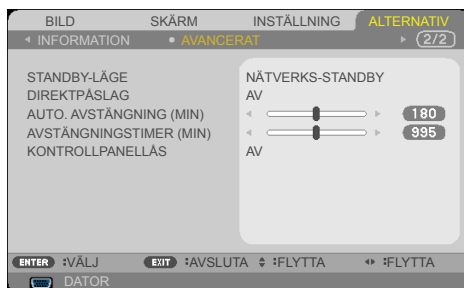 BILD SKÄRM INSTÄLLNING ALTERNATIV
INFORMATION • AVANCERAT (2/2)
STANDBY-LÄGE NÄTVERKS-STANDBY
DIREKTPÅSLAG AV
AUTO. AVSTÄNGNING (MIN) 180
AVSTÄNGNINGSTIMER (MIN) 995
KONTROLLPANELLÅS AV
ENTER :VÄLJ EXIT :AVSLUTA :FLYTTA :FLYTTA
DATOR